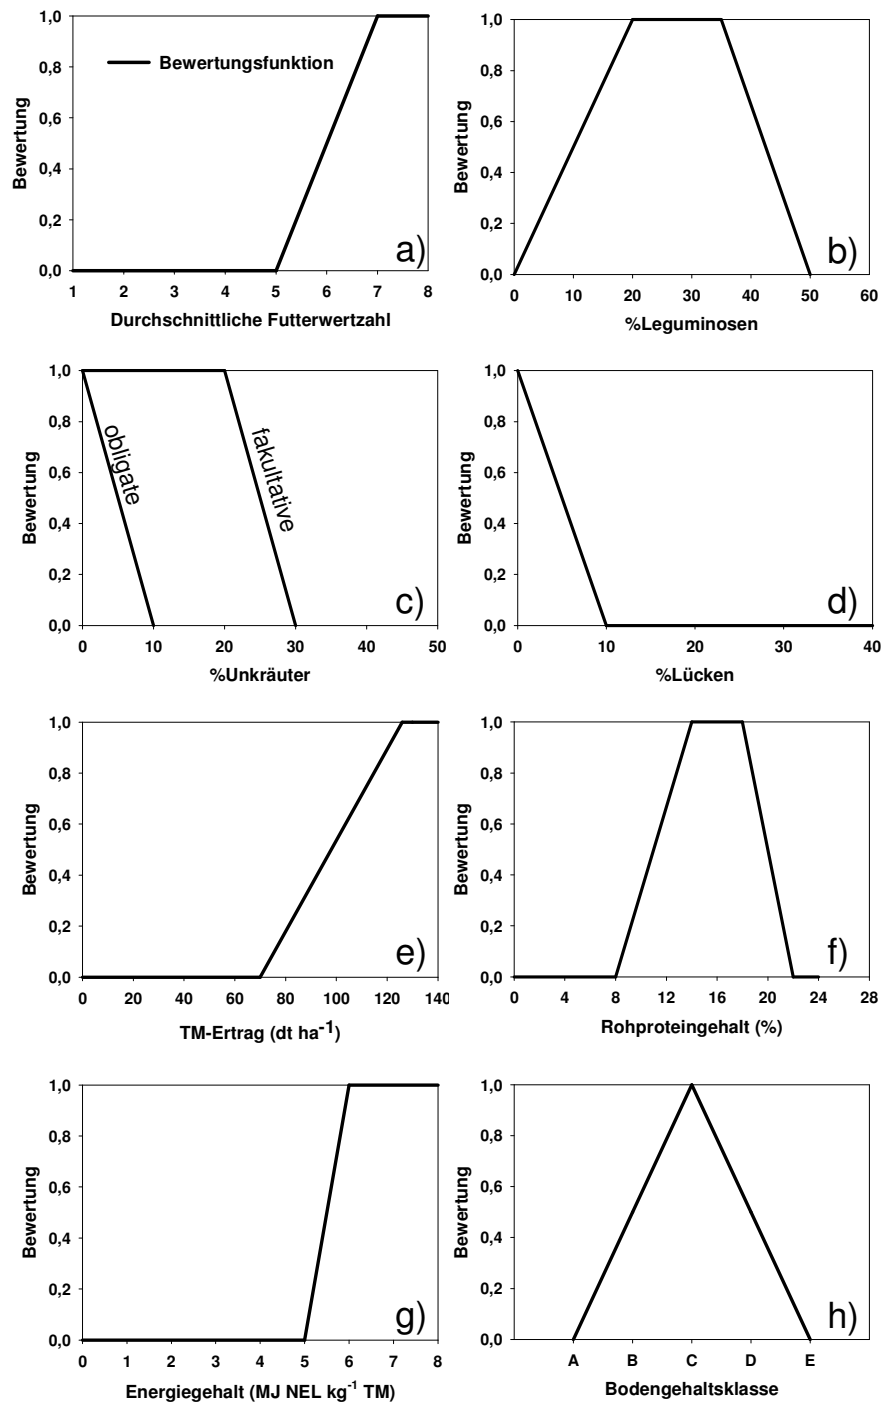 1,0
0,8
0,6
0,4
0,2
0,0
Bewertung
Bewertungsfunktion
a)
1 2 3 4 5 6 7 8
Durchschnittliche Futterwertzahl
1,0
0,8
0,6
0,4
0,2
0,0
Bewertung
b)
0 10 20 30 40 50 60
%Leguminosen
1,0
0,8
0,6
0,4
0,2
0,0
Bewertung
obligate
fakultative
c)
0 10 20 30 40 50
%Unkräuter
1,0
0,8
0,6
0,4
0,2
0,0
Bewertung
d)
0 10 20 30 40
%Lücken
1,0
0,8
0,6
0,4
0,2
0,0
Bewertung
e)
0 20 40 60 80 100 120 140
TM-Ertrag (dt ha⁻¹)
1,0
0,8
0,6
0,4
0,2
0,0
Bewertung
f)
0 4 8 12 16 20 24 28
Rohproteingehalt (%)
1,0
0,8
0,6
0,4
0,2
0,0
Bewertung
g)
0 1 2 3 4 5 6 7 8
Energiegehalt (MJ NEL kg⁻¹ TM)
1,0
0,8
0,6
0,4
0,2
0,0
Bewertung
h)
A B C D E
Bodengehaltsklasse